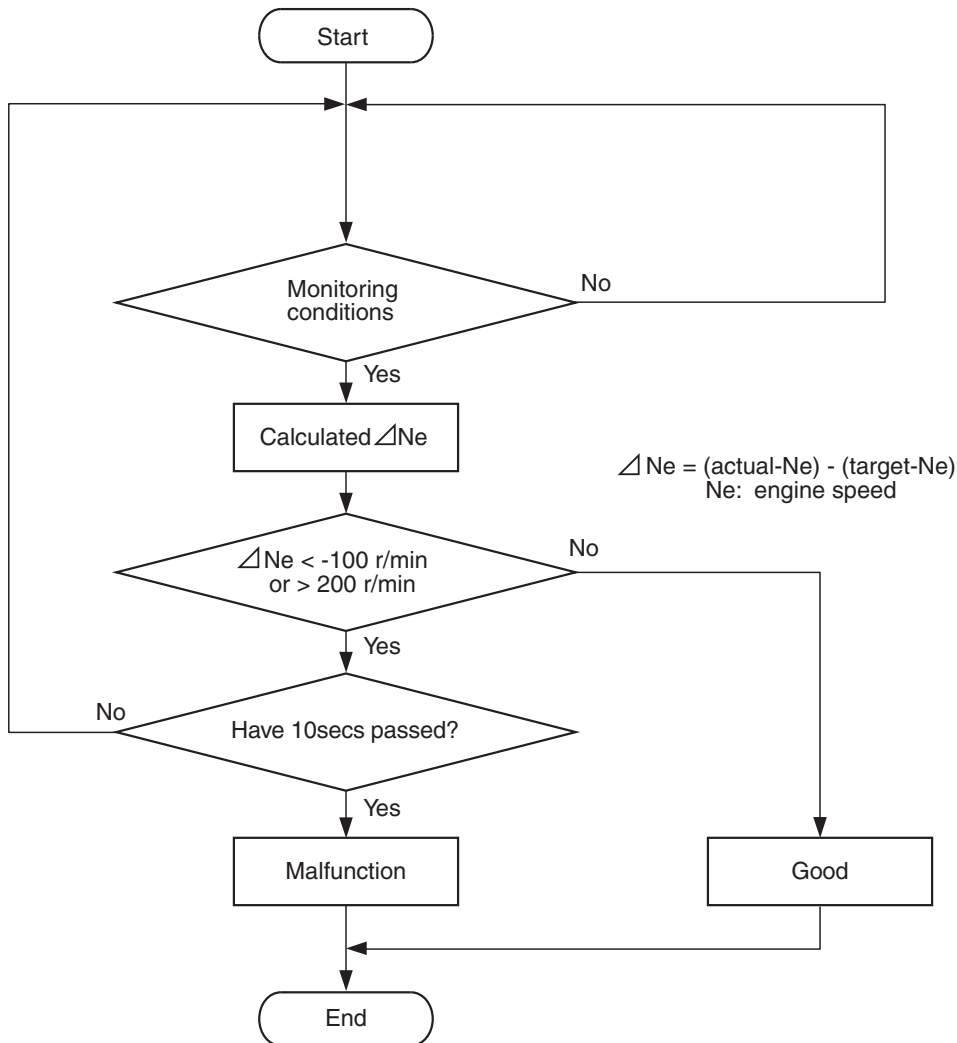 Start
Monitoring
conditions
No
Yes
Calculated ⊿Ne
⊿Ne = (actual-Ne) - (target-Ne)
Ne: engine speed
⊿Ne < -100 r/min
or > 200 r/min
No
Yes
Have 10secs passed?
No
Yes
Malfunction
Good
End